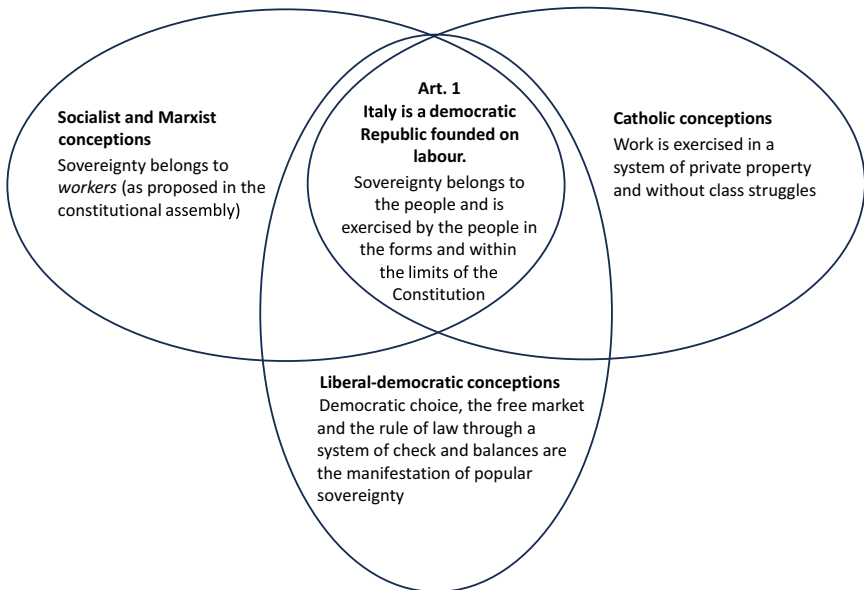 Socialist and Marxist
conceptions
Sovereignty belongs to
workers (as proposed in the
constitutional assembly)
Art. 1
Italy is a democratic
Republic founded on
labour.
Sovereignty belongs to
the people and is
exercised by the people in
the forms and within
the limits of the
Constitution
Catholic conceptions
Work is exercised in a
system of private property
and without class struggles
Liberal-democratic conceptions
Democratic choice, the free market
and the rule of law through a
system of check and balances are
the manifestation of popular
sovereignty